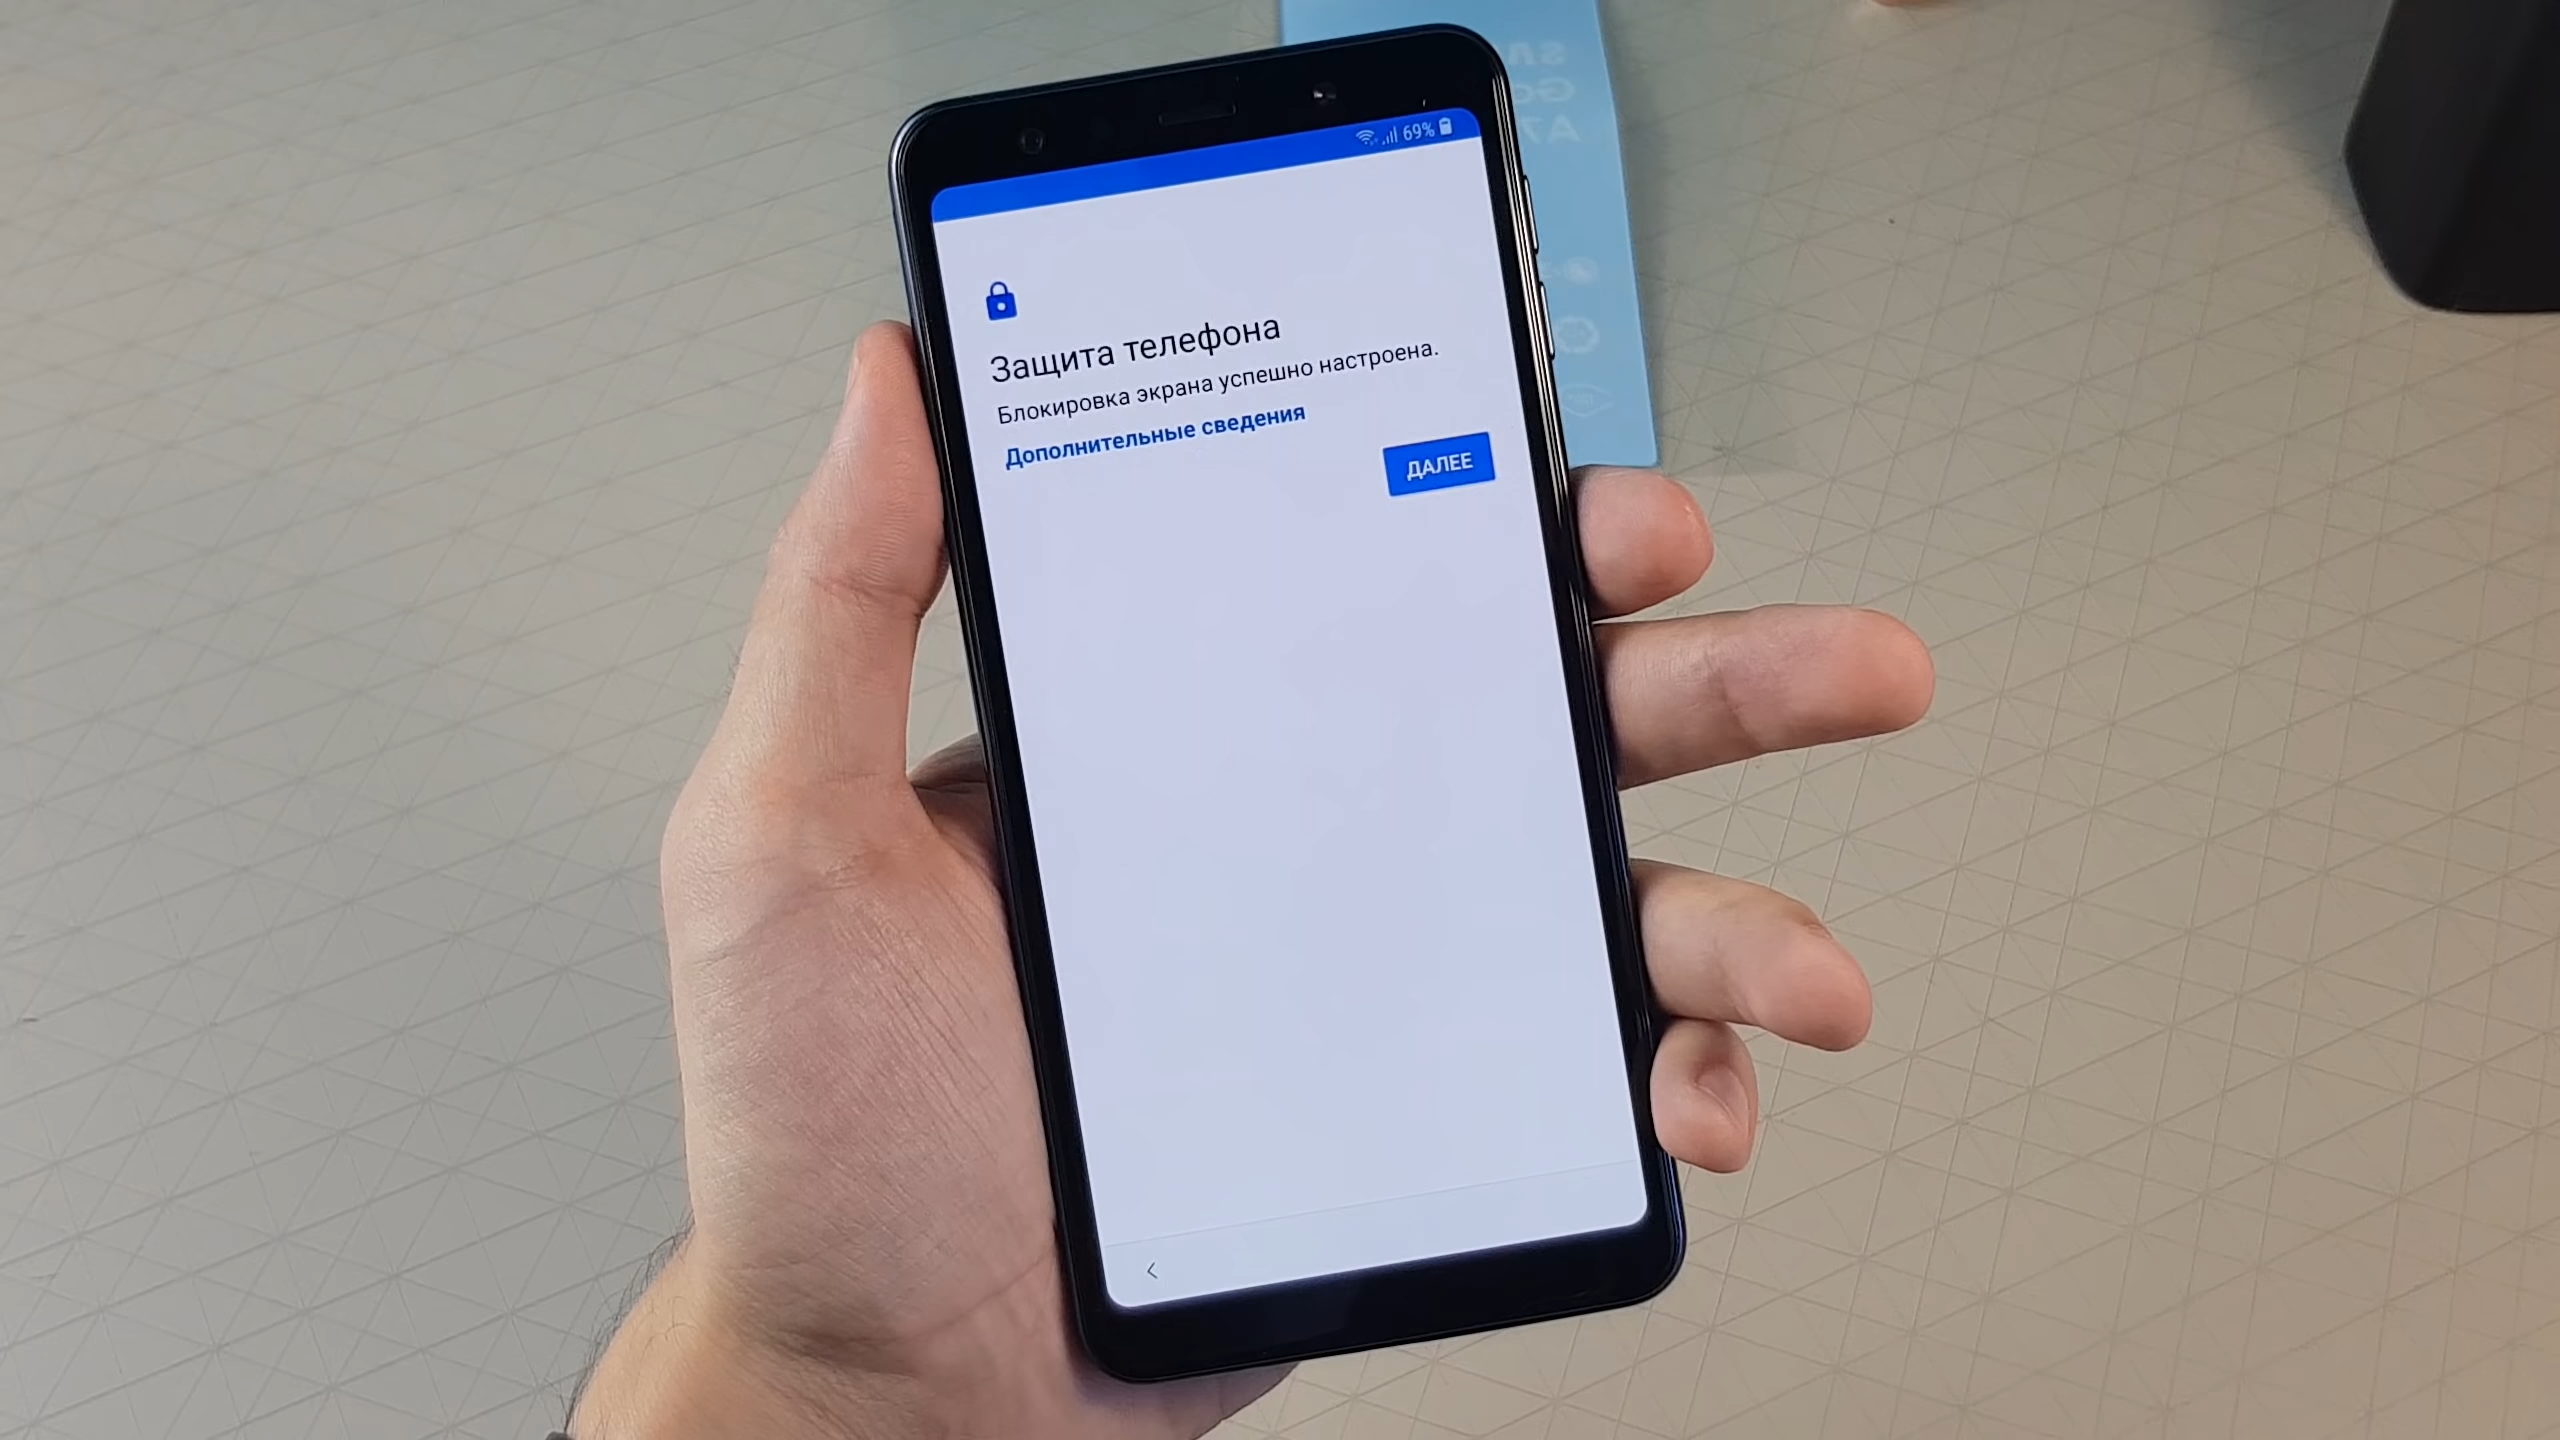 69%
Защита телефона
Блокировка экрана успешно настроена.
Дополнительные сведения
ДАЛЕЕ